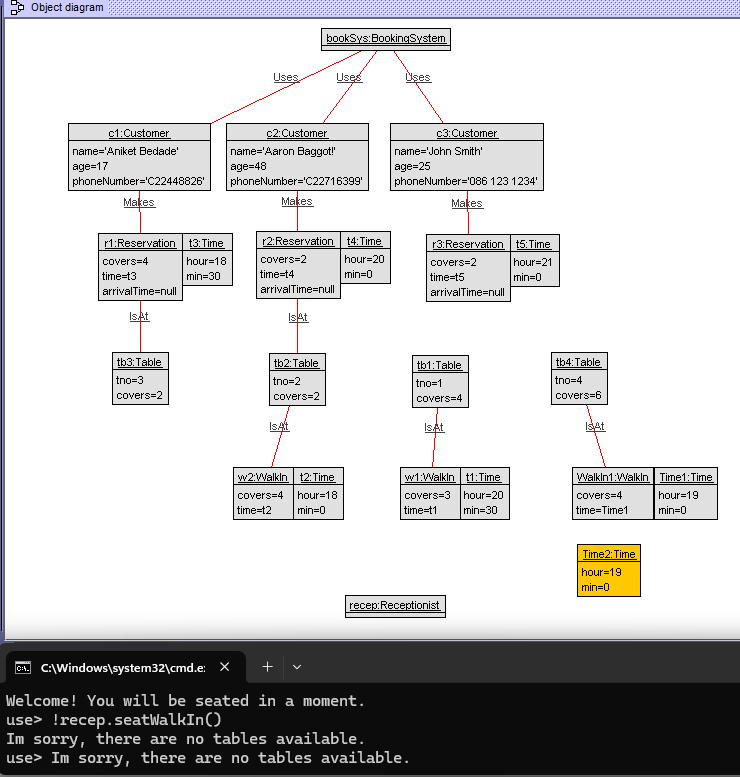 Object diagram
bookSys:BookingSystem
Uses Uses Uses
c1:Customer
name='Aniket Bedade'
age=17
phoneNumber='C22448826'
c2:Customer
name='Aaron Baggot!'
age=48
phoneNumber='C22716399'
c3:Customer
name='John Smith'
age=25
phoneNumber='086 123 1234'
Makes Makes Makes
r1:Reservation
covers=4
time=t3
arrivalTime=null
t3:Time
hour=18
min=30
r2:Reservation
covers=2
time=t4
arrivalTime=null
t4:Time
hour=20
min=0
r3:Reservation
covers=2
time=t5
arrivalTime=null
t5:Time
hour=21
min=0
IsAt IsAt
tb3:Table
tno=3
covers=2
tb2:Table
tno=2
covers=2
tb1:Table
tno=1
covers=4
tb4:Table
tno=4
covers=6
IsAt IsAt IsAt
w2:WalkIn
covers=4
time=t2
t2:Time
hour=18
min=0
w1:WalkIn
covers=3
time=t1
t1:Time
hour=20
min=30
WalkIn1:WalkIn
covers=4
time=Time1
Time1:Time
hour=19
min=0
Time2:Time
hour=19
min=0
recep:Receptionist
C:\Windows\system32\cmd.e:
Welcome! You will be seated in a moment.
use> !recep.seatWalkIn()
Im sorry, there are no tables available.
use> Im sorry, there are no tables available.